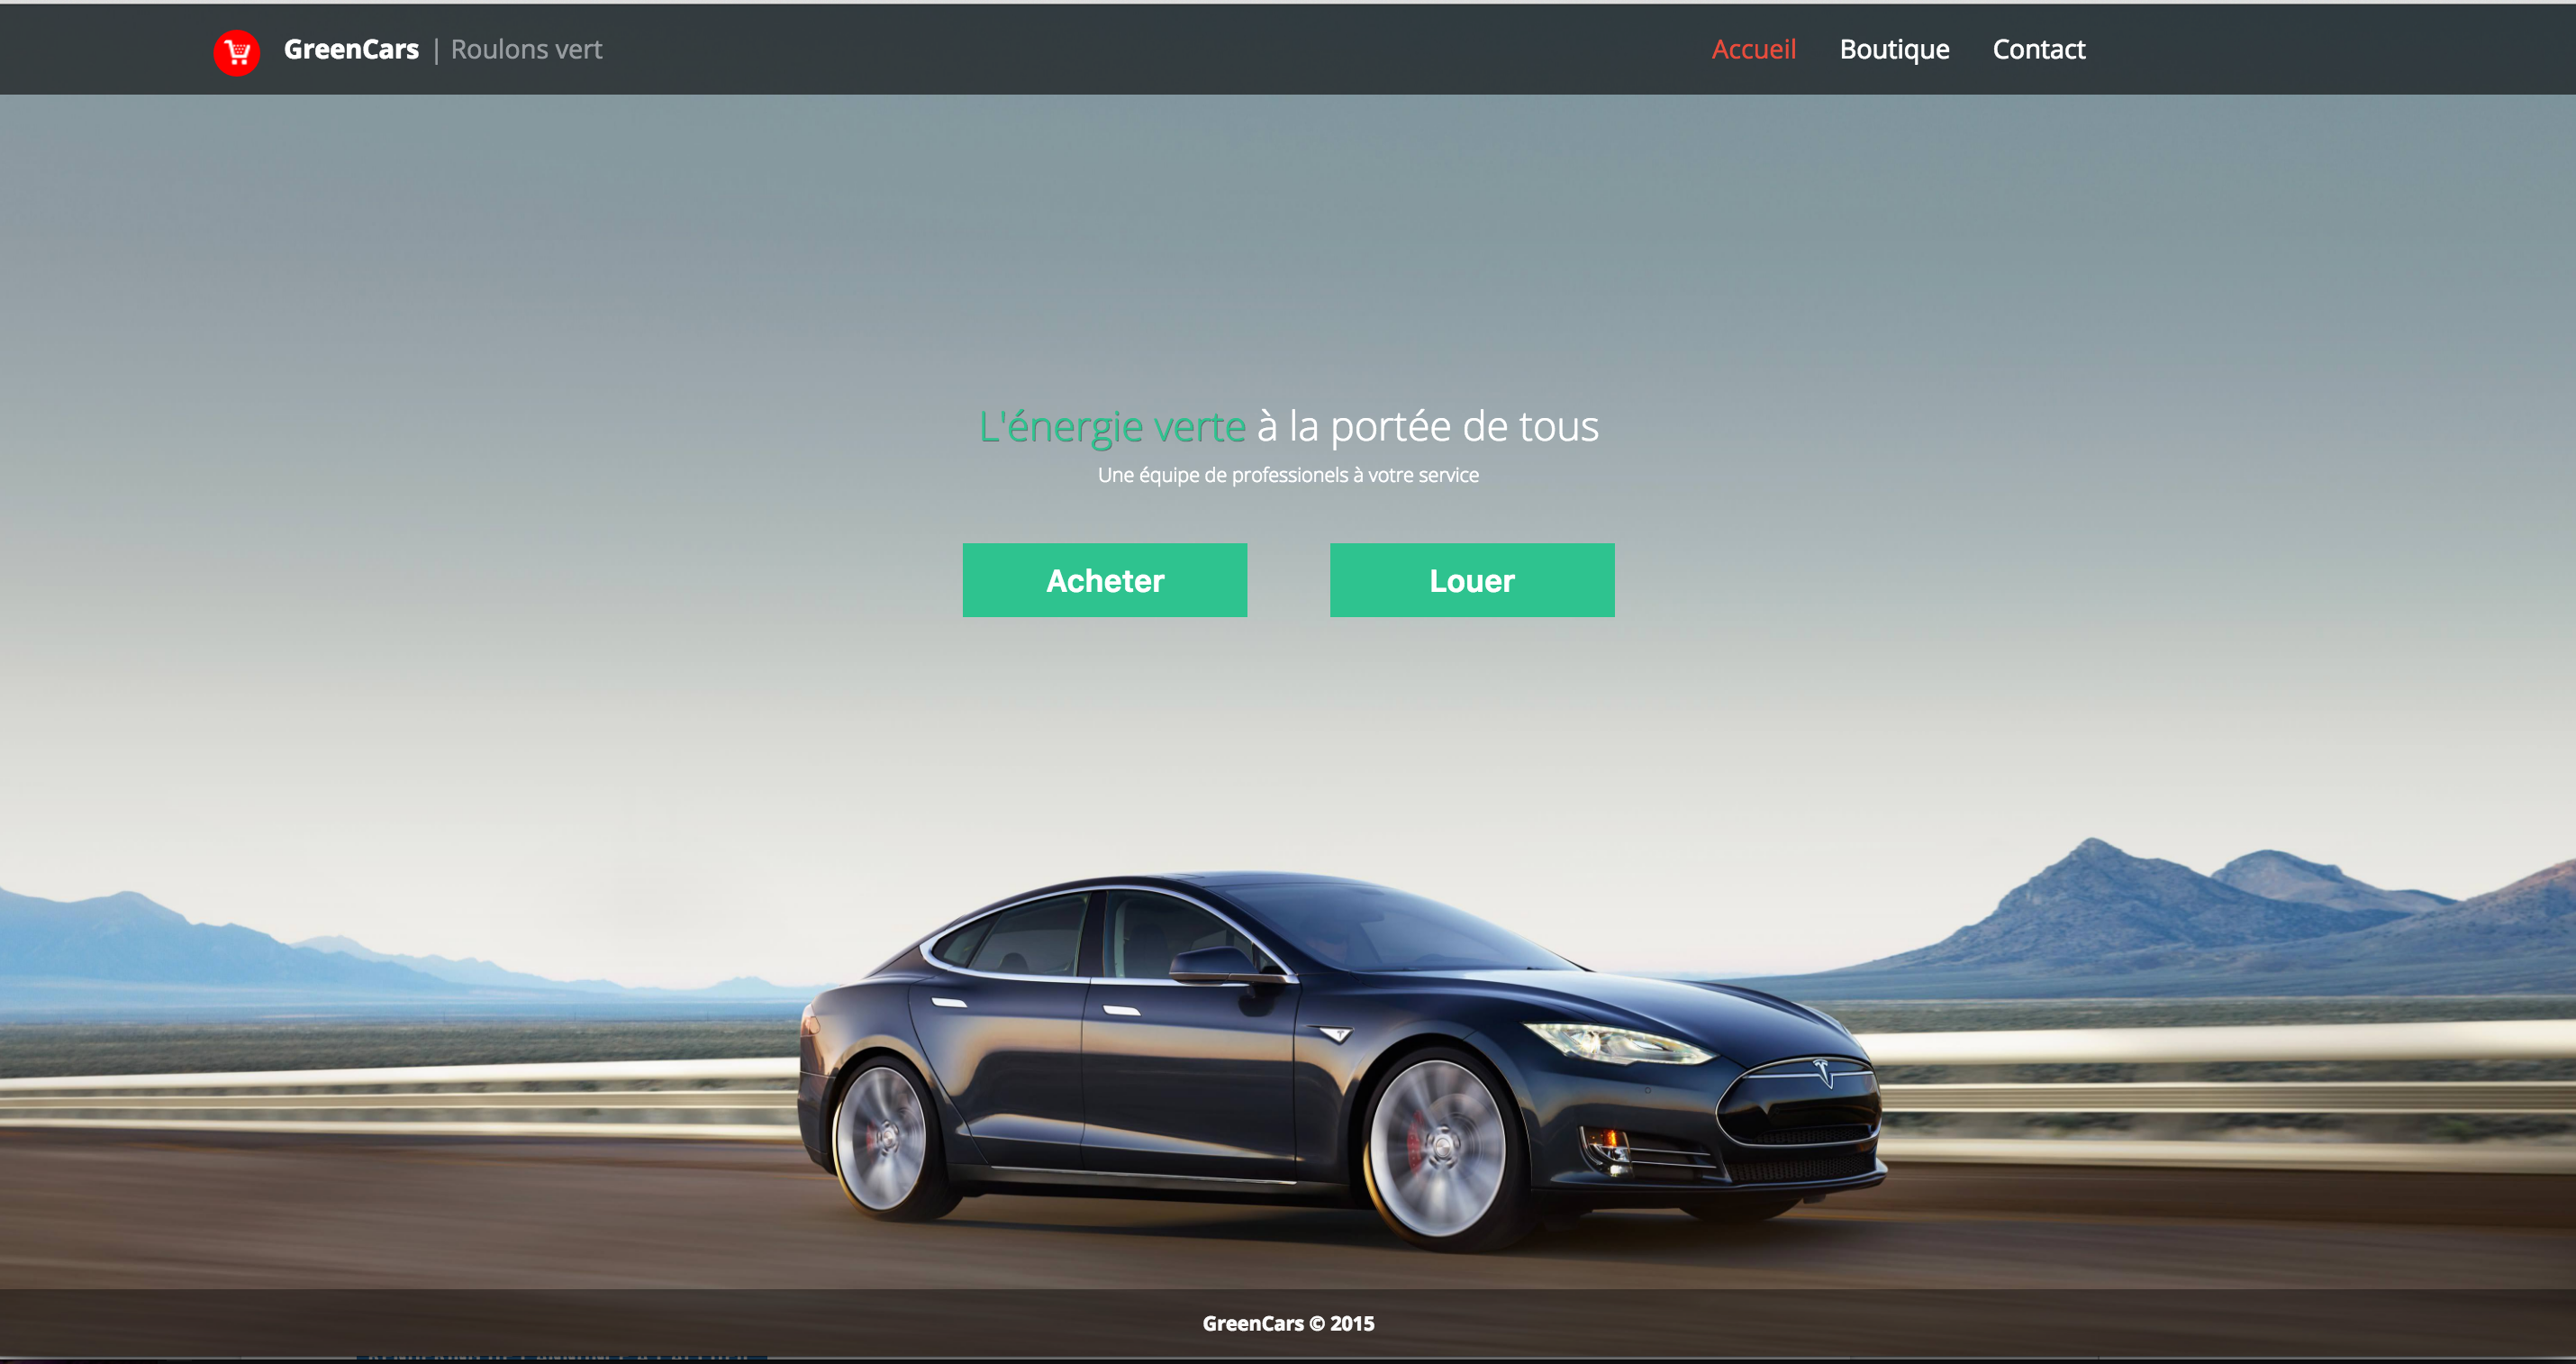 GreenCars | Roulons vert
Accueil Boutique Contact
L'énergie verte à la portée de tous
Une équipe de professionels à votre service
Acheter Louer
GreenCars © 2015